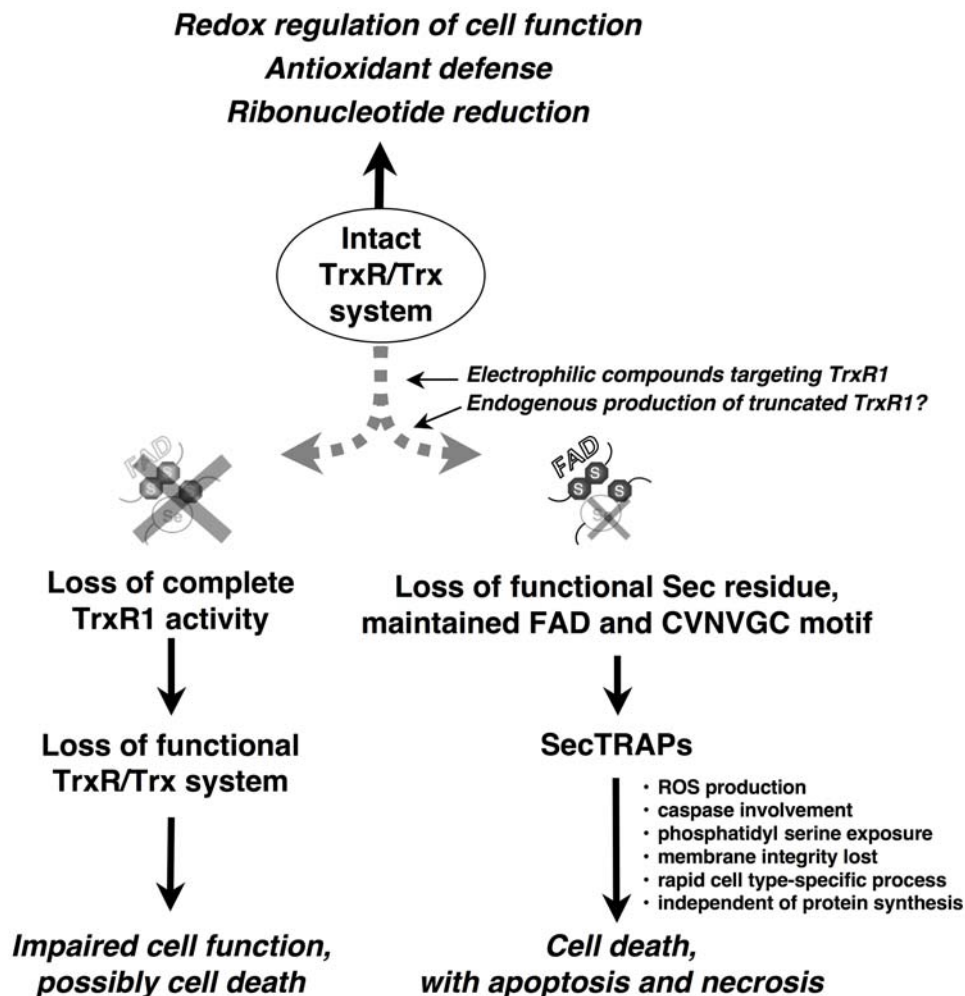 Redox regulation of cell function
Antioxidant defense
Ribonucleotide reduction
Intact
TrxR/Trx
system
Electrophilic compounds targeting TrxR1
Endogenous production of truncated TrxR1?
FAD
S
S
S
Se
FAD
S
S
S
S
Loss of complete
TrxR1 activity
Loss of functional Sec residue,
maintained FAD and CVNVGC motif
Loss of functional
TrxR/Trx system
SecTRAPs
· ROS production
· caspase involvement
· phosphatidyl serine exposure
· membrane integrity lost
· rapid cell type-specific process
· independent of protein synthesis
Impaired cell function,
possibly cell death
Cell death,
with apoptosis and necrosis